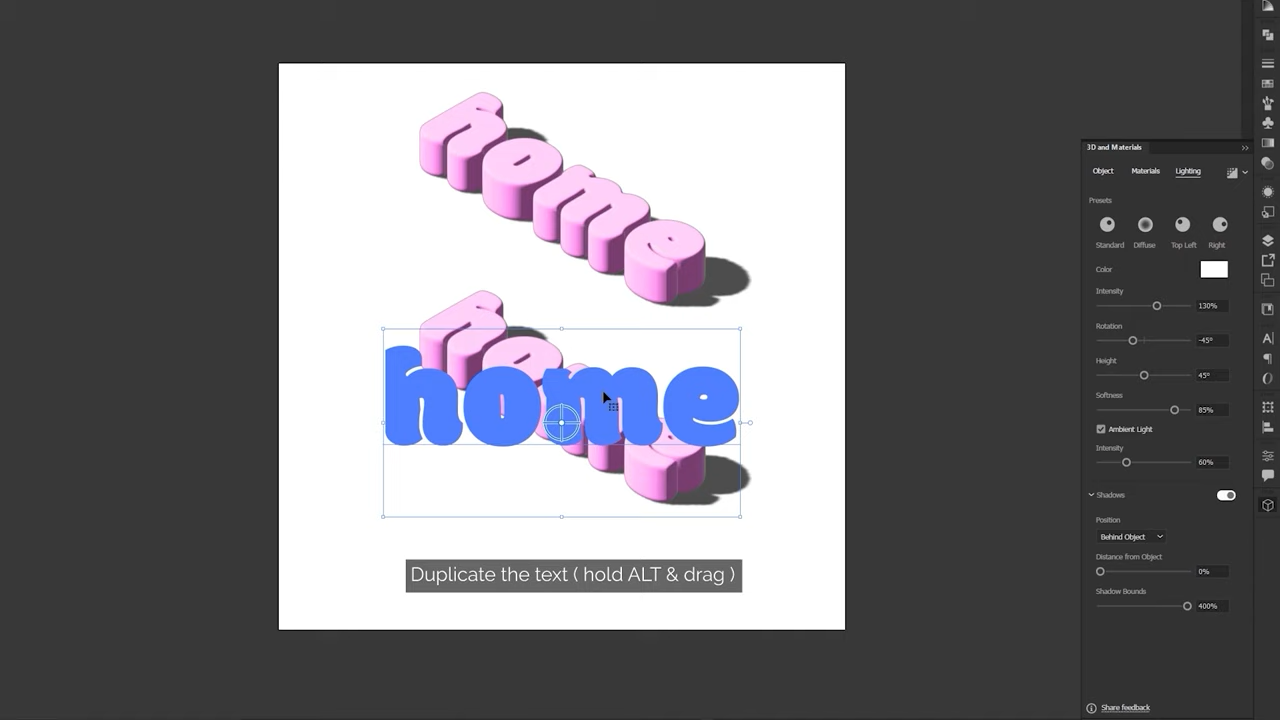 home
home
home
Duplicate the text ( hold ALT & drag )
3D and Materials
Object Materials Lighting
Presets
Standard Diffuse Top Left Right
Color
Intensity
130%
Rotation
-45°
Height
45°
Softness
85%
Ambient Light
Intensity
60%
Shadows
Position
Behind Object
Distance from Object
0%
Shadow Bounds
400%
Share feedback